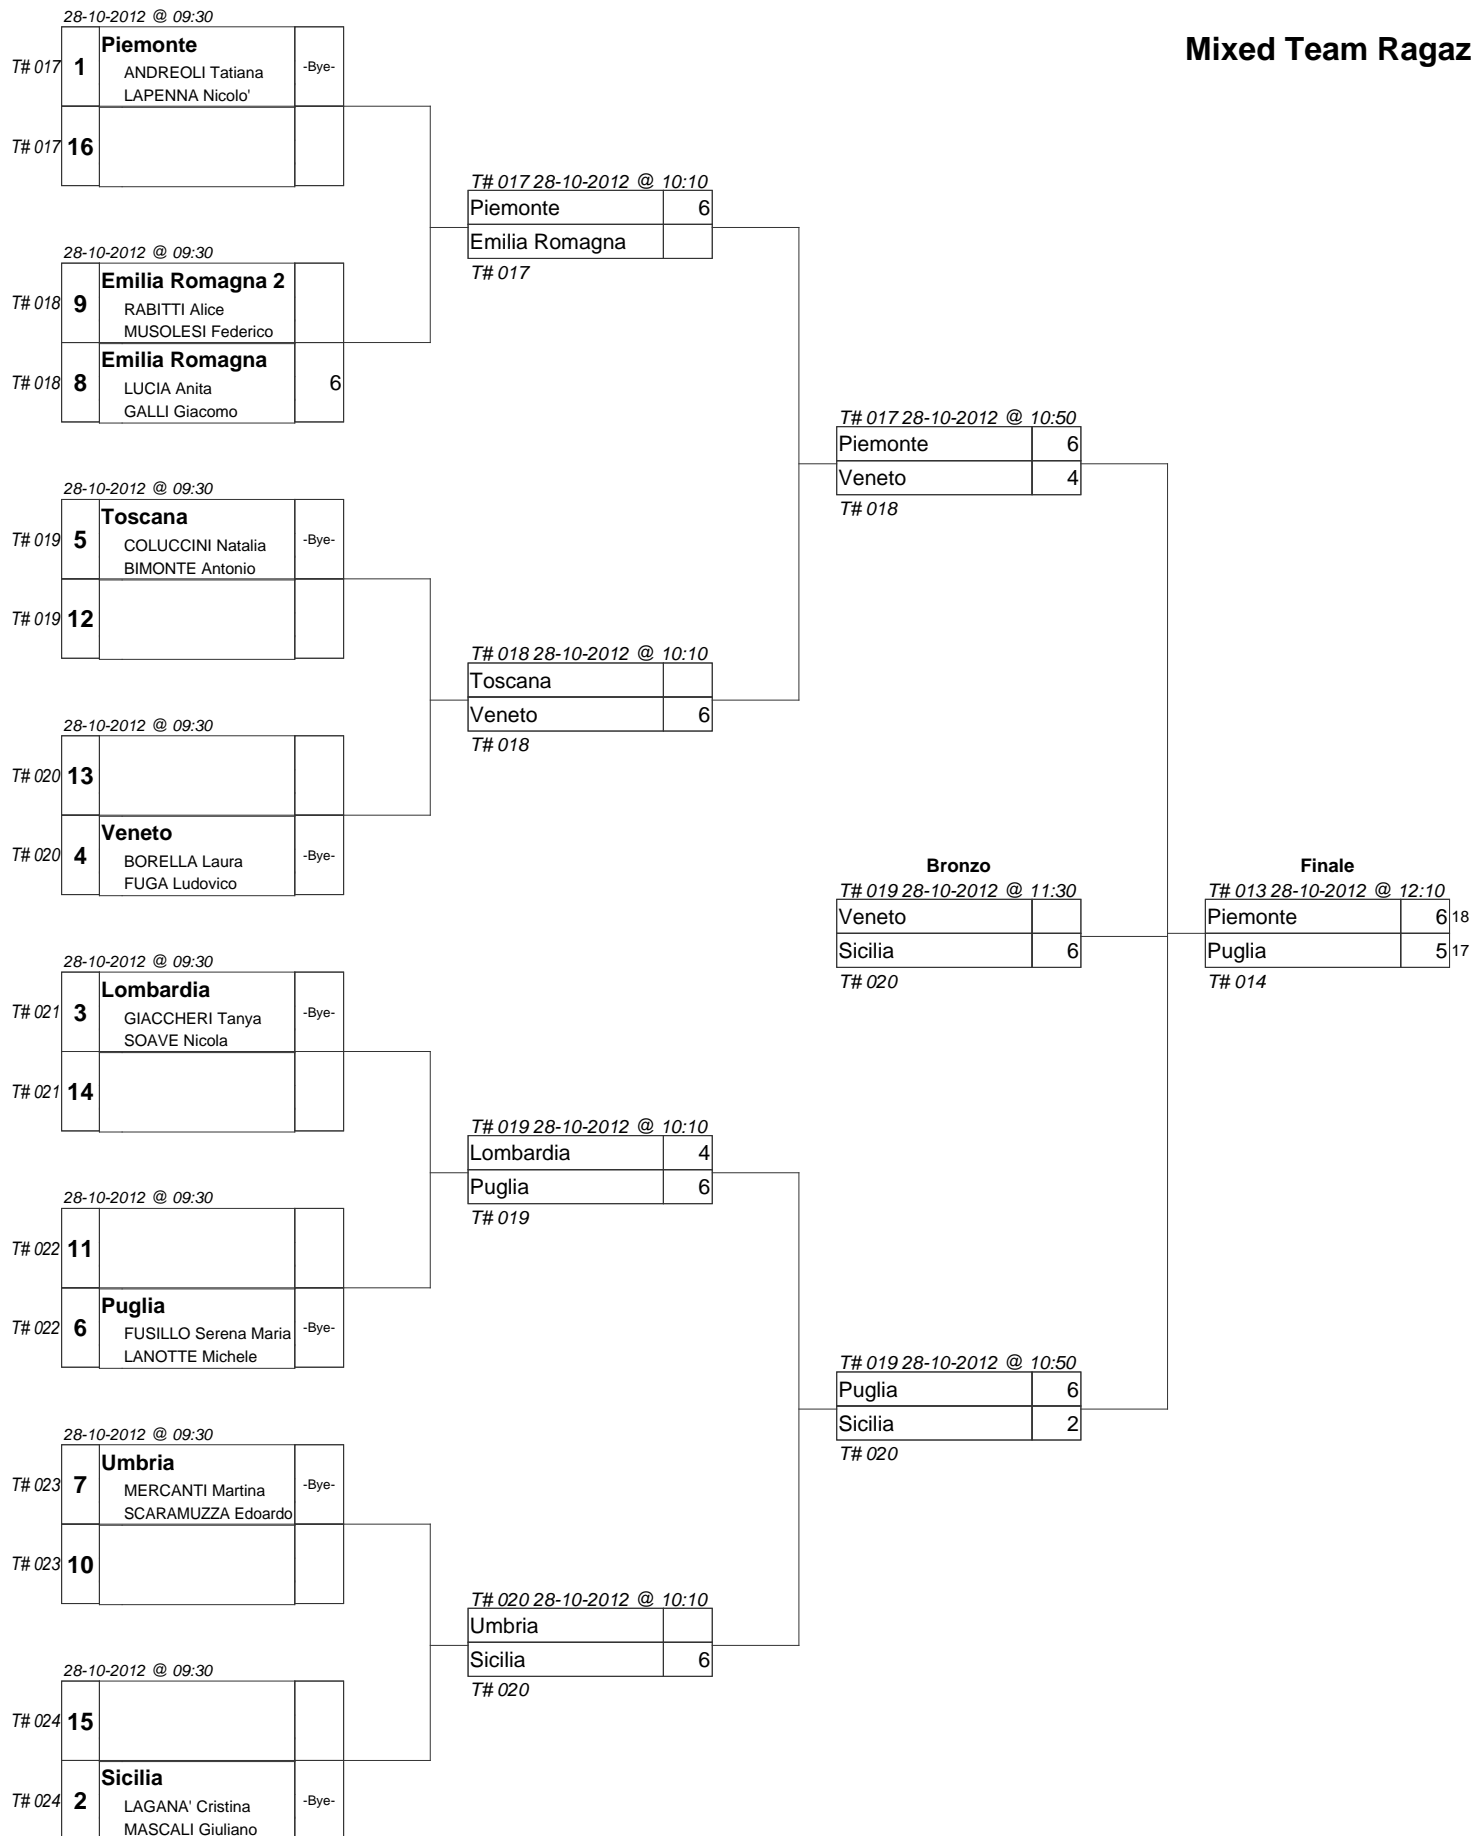 Mixed Team Ragaz
28-10-2012 @ 09:30
T# 017 1 Piemonte -Bye-
ANDREOLI Tatiana
LAPENNA Nicolo'
T# 017 16
28-10-2012 @ 09:30
T# 018 9 Emilia Romagna 2
RABITTI Alice
MUSOLESI Federico
T# 018 8 Emilia Romagna 6
LUCIA Anita
GALLI Giacomo
28-10-2012 @ 09:30
T# 019 5 Toscana -Bye-
COLUCCINI Natalia
BIMONTE Antonio
T# 019 12
28-10-2012 @ 09:30
T# 020 13
T# 020 4 Veneto -Bye-
BORELLA Laura
FUGA Ludovico
28-10-2012 @ 09:30
T# 021 3 Lombardia -Bye-
GIACCHERI Tanya
SOAVE Nicola
T# 021 14
28-10-2012 @ 09:30
T# 022 11
T# 022 6 Puglia -Bye-
FUSILLO Serena Maria
LANOTTE Michele
28-10-2012 @ 09:30
T# 023 7 Umbria -Bye-
MERCANTI Martina
SCARAMUZZA Edoardo
T# 023 10
28-10-2012 @ 09:30
T# 024 15
T# 024 2 Sicilia -Bye-
LAGANA' Cristina
MASCALI Giuliano
T# 017 28-10-2012 @ 10:10
Piemonte 6
Emilia Romagna
T# 017
T# 018 28-10-2012 @ 10:10
Toscana
Veneto 6
T# 018
T# 019 28-10-2012 @ 10:10
Lombardia 4
Puglia 6
T# 019
T# 020 28-10-2012 @ 10:10
Umbria
Sicilia 6
T# 020
T# 017 28-10-2012 @ 10:50
Piemonte 6
Veneto 4
T# 018
Bronzo
T# 019 28-10-2012 @ 11:30
Veneto
Sicilia 6
T# 020
T# 019 28-10-2012 @ 10:50
Puglia 6
Sicilia 2
T# 020
Finale
T# 013 28-10-2012 @ 12:10
Piemonte 6 18
Puglia 5 17
T# 014